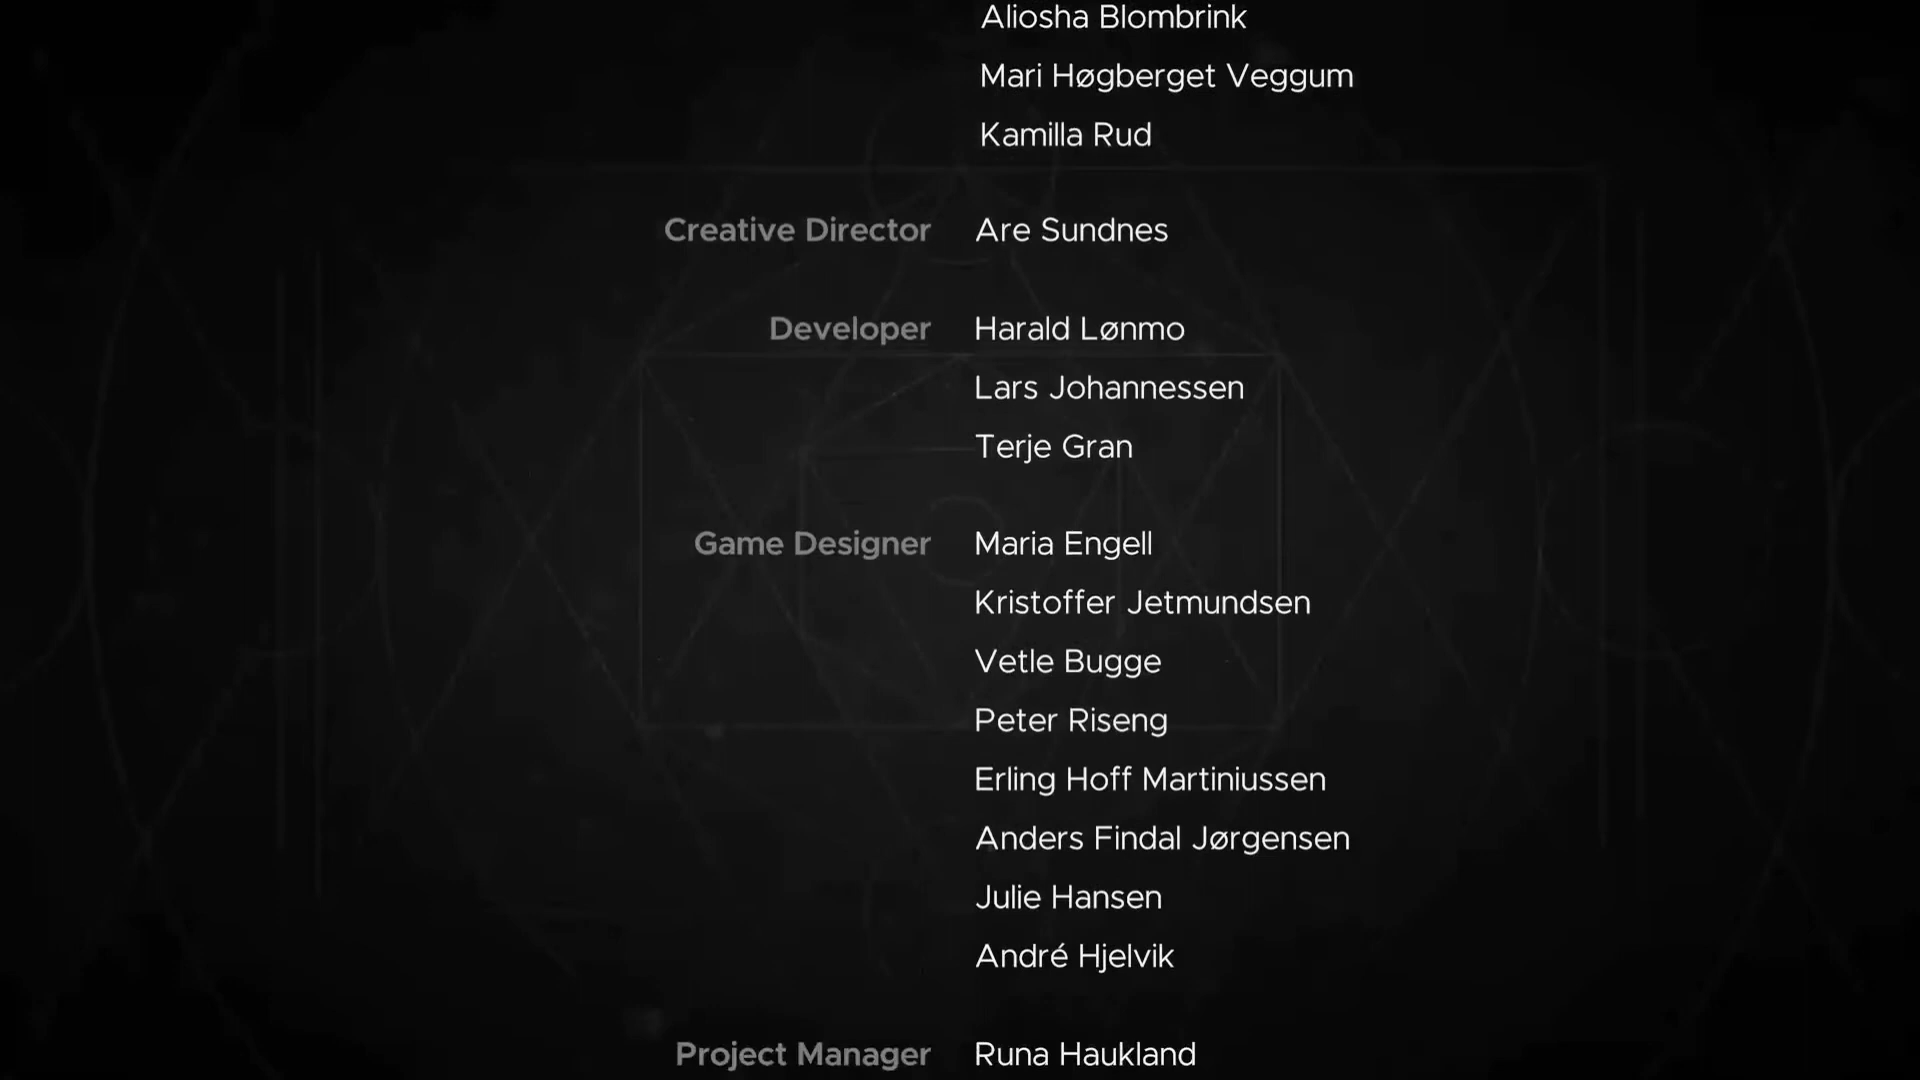 Aliosha Blombrink
Mari Høgberget Veggum
Kamilla Rud
Creative Director Are Sundnes
Developer Harald Lønmo
Lars Johannessen
Terje Gran
Game Designer Maria Engell
Kristoffer Jetmundsen
Vetle Bugge
Peter Riseng
Erling Hoff Martiniussen
Anders Findal Jørgensen
Julie Hansen
André Hjelvik
Project Manager Runa Haukland